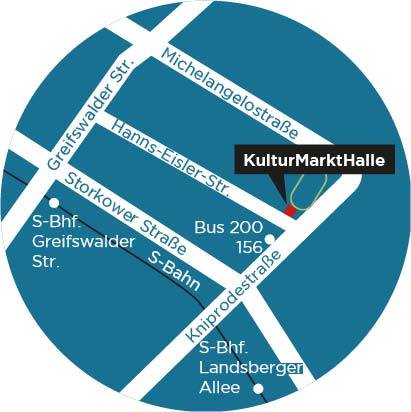 Michelangelostraße
Greifswalder Str.
Hanns-Eisler-Str.
KulturMarktHalle
Storkower Straße
S-Bhf.
Greifswalder
Str.
Bus 200
156
S-Bahn
Kniprodestraße
S-Bhf.
Landsberger
Allee